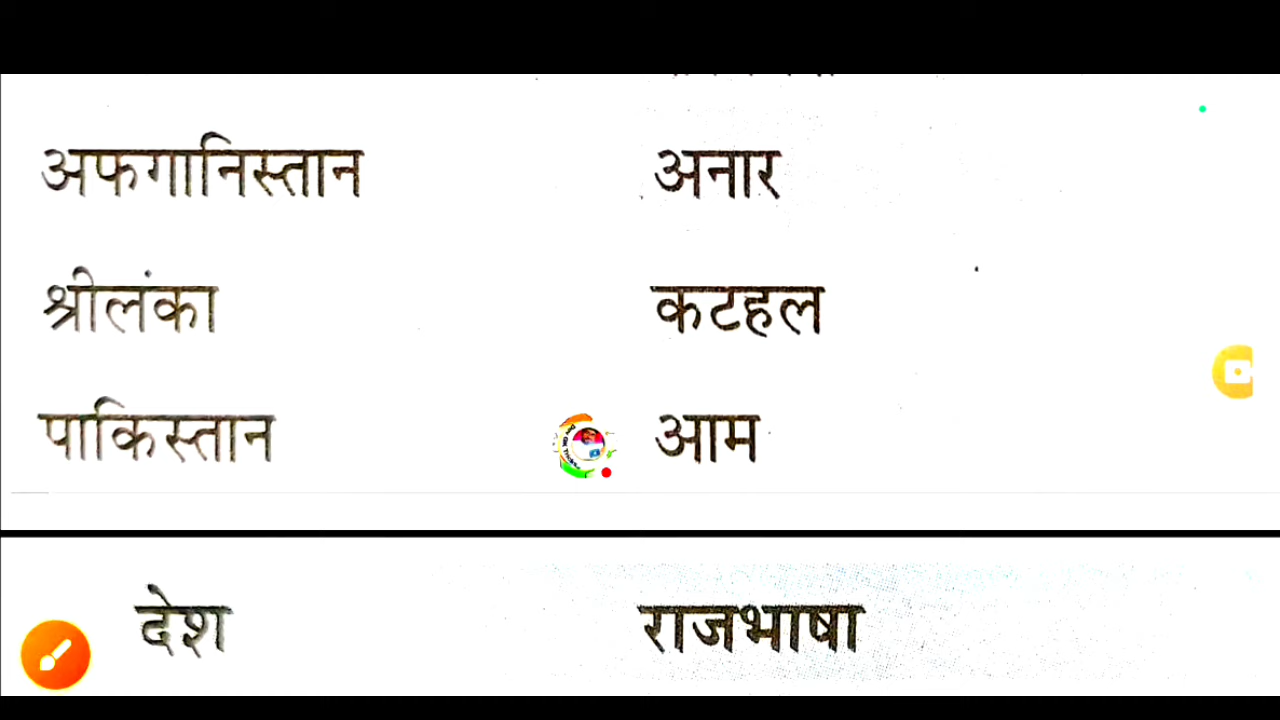 अफगानिस्तान अनार
श्रीलंका कटहल
पाकिस्तान आम
देश राजभाषा